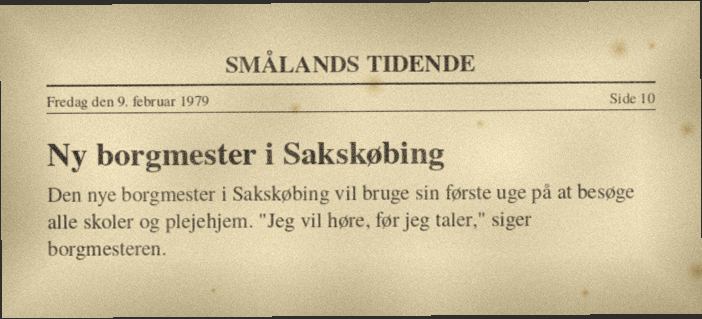 SMÅLANDS TIDENDE
Fredag den 9. februar 1979
Side 10
Ny borgmester i Sakskøbing
Den nye borgmester i Sakskøbing vil bruge sin første uge på at besøge
alle skoler og plejehjem. "Jeg vil høre, før jeg taler," siger
borgmesteren.